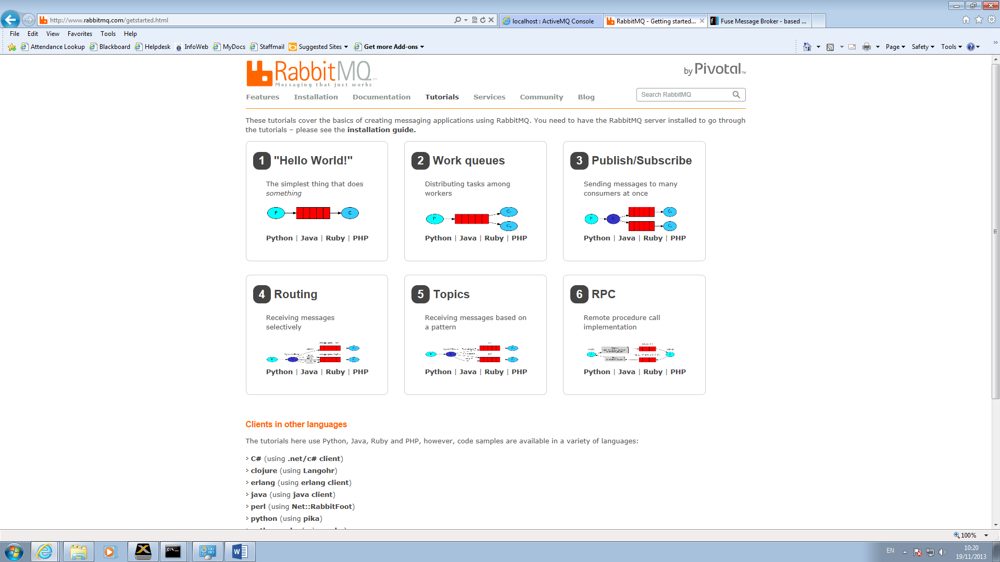 http://www.rabbitmq.com/getstarted.html
localhost : ActiveMQ Console
RabbitMQ - Getting started...
Fuse Message Broker - based ...
File Edit View Favorites Tools Help
Attendance Lookup Blackboard Helpdesk InfoWeb MyDocs Staffmail Suggested Sites Get more Add-ons
Page Safety Tools
RabbitMQ™
Messaging that just works
by Pivotal™
Features Installation Documentation Tutorials Services Community Blog
Search RabbitMQ
These tutorials cover the basics of creating messaging applications using RabbitMQ. You need to have the RabbitMQ server installed to go through
the tutorials – please see the installation guide.
1 "Hello World!"
The simplest thing that does
something
P C
Python | Java | Ruby | PHP
2 Work queues
Distributing tasks among
workers
P
Python | Java | Ruby | PHP
3 Publish/Subscribe
Sending messages to many
consumers at once
P X
Python | Java | Ruby | PHP
4 Routing
Receiving messages
selectively
Python | Java | Ruby | PHP
5 Topics
Receiving messages based on
a pattern
Python | Java | Ruby | PHP
6 RPC
Remote procedure call
implementation
Python | Java | Ruby | PHP
Clients in other languages
The tutorials here use Python, Java, Ruby and PHP, however, code samples are available in a variety of languages:
C# (using .net/c# client)
clojure (using Langohr)
erlang (using erlang client)
java (using java client)
perl (using Net::RabbitFoot)
python (using pika)
100%
EN
10:20
19/11/2013